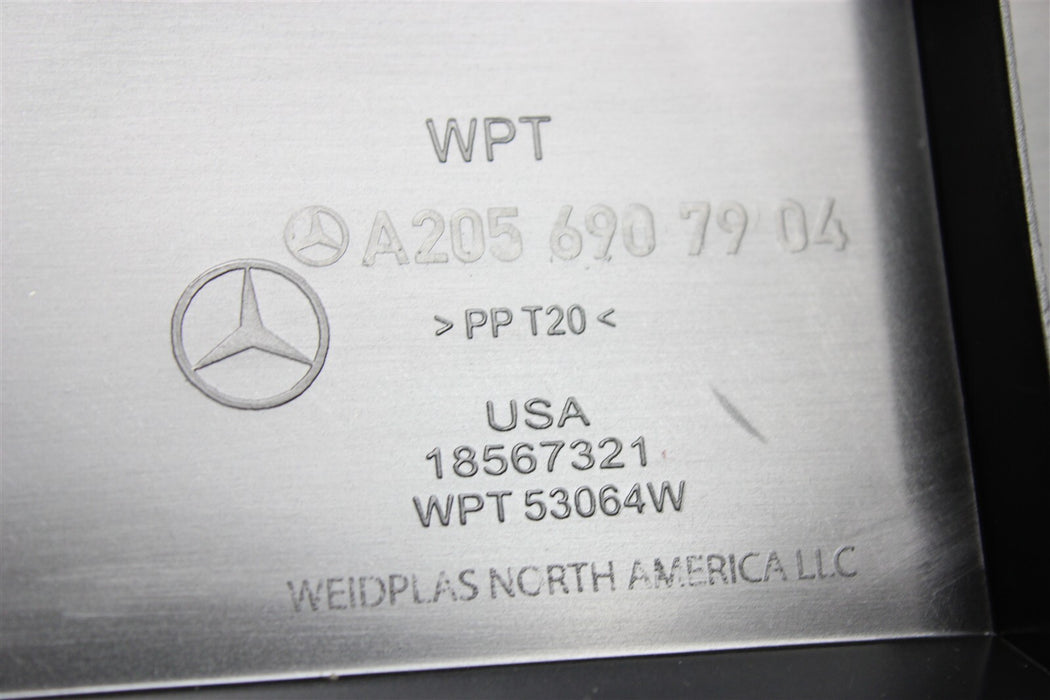 WPT
A205 690 79 04
>PP T20<
USA
18567321
WPT 53064W
WEIDPLAS NORTH AMERICA LLC